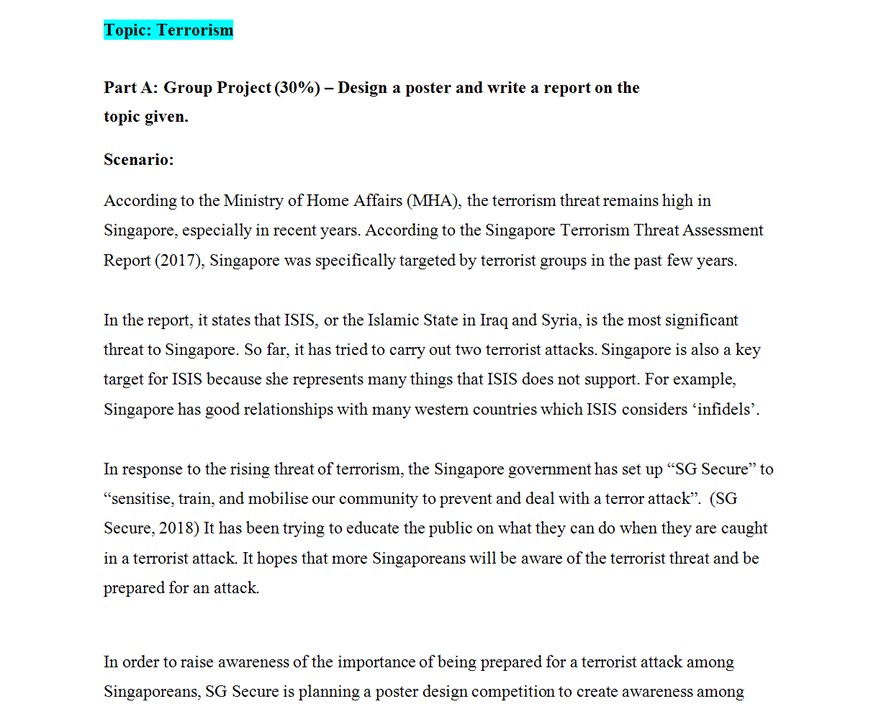 Topic: Terrorism
Part A: Group Project (30%) – Design a poster and write a report on the
topic given.
Scenario:
According to the Ministry of Home Affairs (MHA), the terrorism threat remains high in
Singapore, especially in recent years. According to the Singapore Terrorism Threat Assessment
Report (2017), Singapore was specifically targeted by terrorist groups in the past few years.
In the report, it states that ISIS, or the Islamic State in Iraq and Syria, is the most significant
threat to Singapore. So far, it has tried to carry out two terrorist attacks. Singapore is also a key
target for ISIS because she represents many things that ISIS does not support. For example,
Singapore has good relationships with many western countries which ISIS considers ‘infidels’.
In response to the rising threat of terrorism, the Singapore government has set up “SG Secure” to
“sensitise, train, and mobilise our community to prevent and deal with a terror attack”. (SG
Secure, 2018) It has been trying to educate the public on what they can do when they are caught
in a terrorist attack. It hopes that more Singaporeans will be aware of the terrorist threat and be
prepared for an attack.
In order to raise awareness of the importance of being prepared for a terrorist attack among
Singaporeans, SG Secure is planning a poster design competition to create awareness among